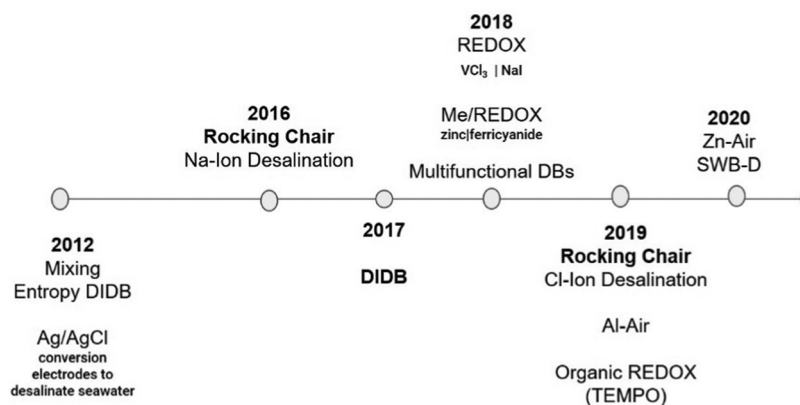 2012
Mixing
Entropy DIDB
Ag/AgCl
conversion
electrodes to
desalinate seawater
2016
Rocking Chair
Na-Ion Desalination
2017
DIDB
2018
REDOX
VCl₃ | NaI
Me/REDOX
zinc|ferricyanide
Multifunctional DBs
2019
Rocking Chair
Cl-Ion Desalination
Al-Air
Organic REDOX
(TEMPO)
2020
Zn-Air
SWB-D